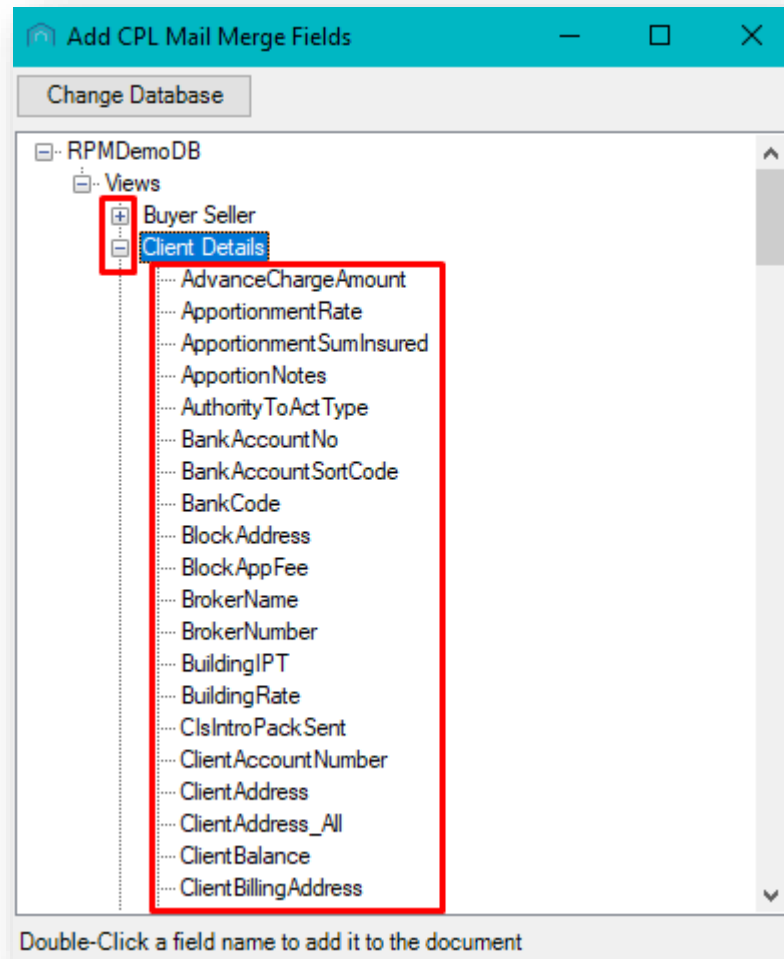 Add CPL Mail Merge Fields
Change Database
RPMDemoDB
Views
Buyer Seller
Client Details
AdvanceChargeAmount
ApportionmentRate
ApportionmentSumInsured
ApportionNotes
AuthorityToActType
BankAccountNo
BankAccountSortCode
BankCode
BlockAddress
BlockAppFee
BrokerName
BrokerNumber
BuildingIPT
BuildingRate
ClsIntroPackSent
ClientAccountNumber
ClientAddress
ClientAddress_All
ClientBalance
ClientBillingAddress
Double-Click a field name to add it to the document